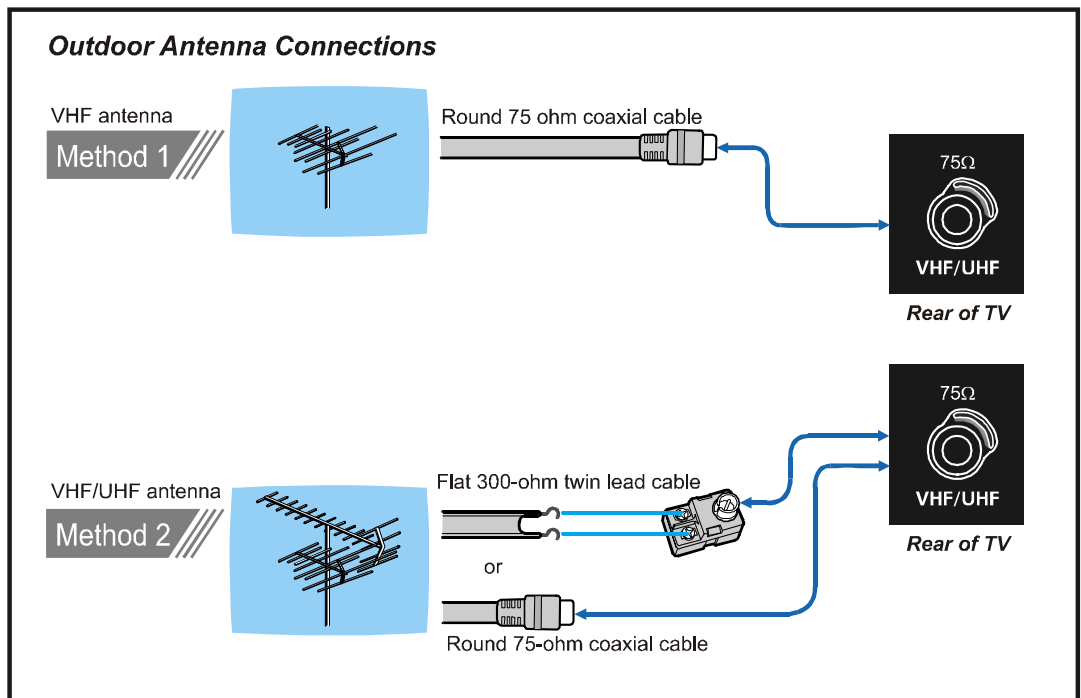 Outdoor Antenna Connections
VHF antenna
Method 1
Round 75 ohm coaxial cable
75Ω
VHF/UHF
Rear of TV
VHF/UHF antenna
Method 2
Flat 300-ohm twin lead cable
or
Round 75-ohm coaxial cable
75Ω
VHF/UHF
Rear of TV